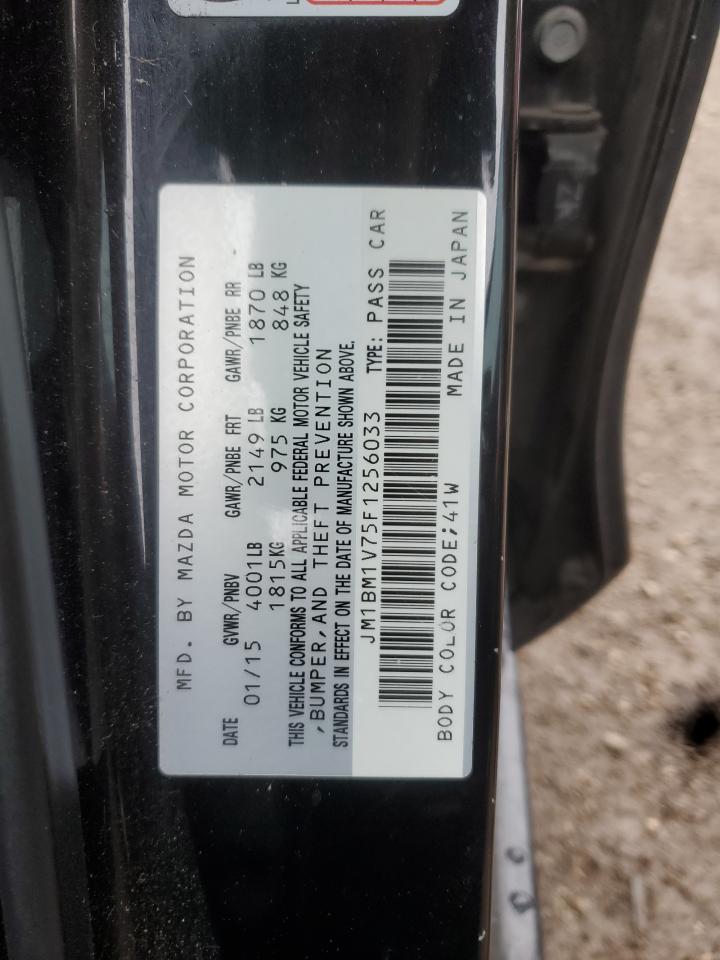 MFD. BY MAZDA MOTOR CORPORATION
DATE GVWR/PNBV GAWR/PNBE FRT GAWR/PNBE RR
01/15 4001LB 2149 LB 1870 LB
1815KG 975 KG 848 KG
THIS VEHICLE CONFORMS TO ALL APPLICABLE FEDERAL MOTOR VEHICLE SAFETY
,BUMPER,AND THEFT PREVENTION
STANDARDS IN EFFECT ON THE DATE OF MANUFACTURE SHOWN ABOVE.
JM1BM1V75F1256033 TYPE: PASS CAR
BODY COLOR CODE;41W MADE IN JAPAN